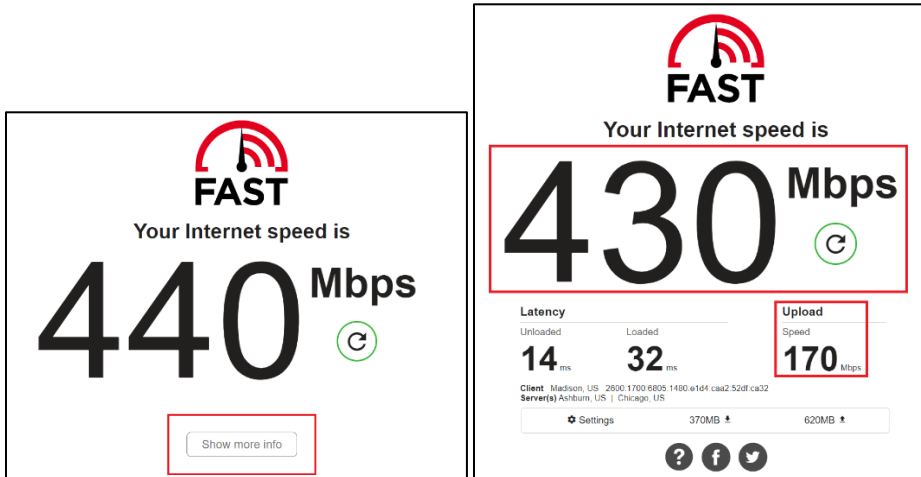 FAST
Your Internet speed is
440 Mbps
Show more info
FAST
Your Internet speed is
430 Mbps
Latency
Upload
Unloaded
Loaded
Speed
14 ms
32 ms
170 Mbps
Client Madison, US 2600:1700:6805:1480:e1d4:caa2:52df:ca32
Server(s) Ashburn, US | Chicago, US
Settings 370MB 620MB
?
f